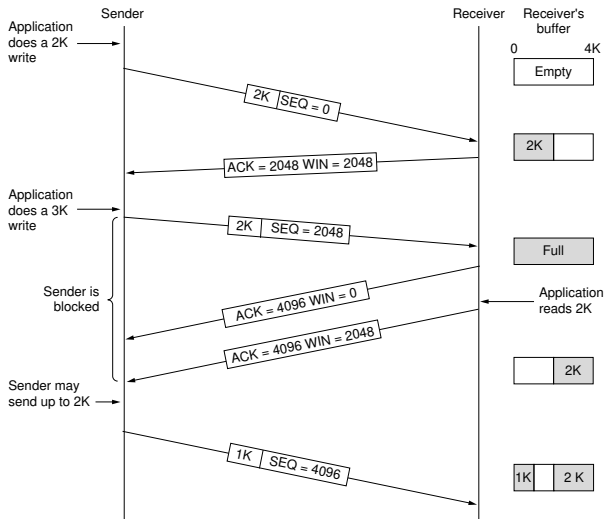 Sender
Receiver
Receiver's
buffer
Application
does a 2K
write
0
4K
Empty
2K SEQ = 0
2K
ACK = 2048 WIN = 2048
Application
does a 3K
write
2K SEQ = 2048
Full
Sender is
blocked
ACK = 4096 WIN = 0
Application
reads 2K
ACK = 4096 WIN = 2048
2K
Sender may
send up to 2K
1K SEQ = 4096
1K
2 K